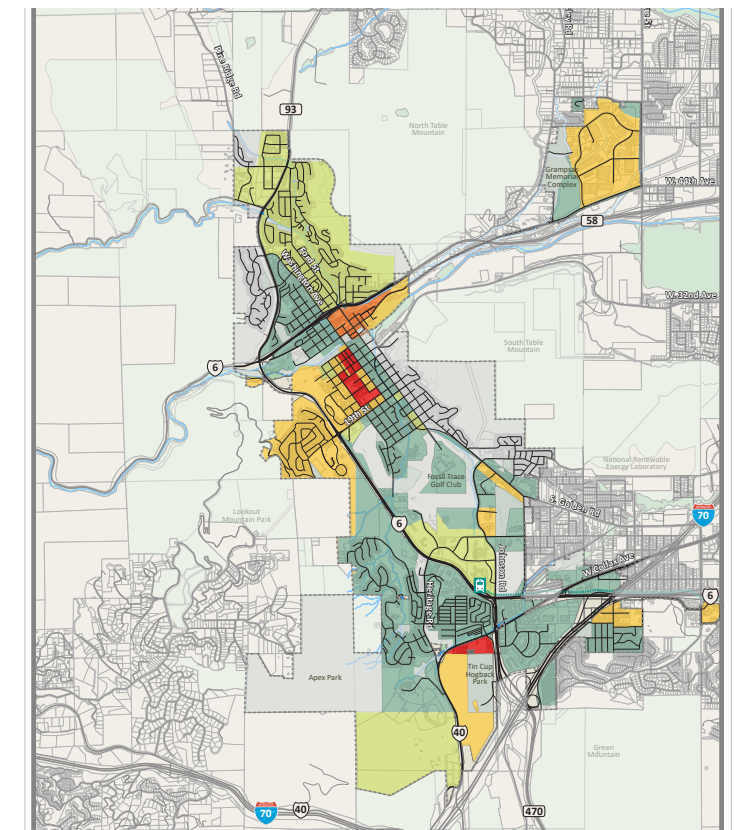 Pine Ridge Rd
93
North Table
Mountain
Grampsas
Memorial
Complex
W. 44th Ave
58
Ford St
Washington Ave
W. 32nd Ave
South Table
Mountain
6
19th St
National Renewable
Energy Laboratory
Fossil Trace
Golf Club
S. Golden Rd
70
Lookout
Mountain Park
6
Johnson Rd
W Colfax Ave
Heritage Rd
6
Apex Park
Tin Cup
Hogback
Park
40
Green
Mountain
70
40
470